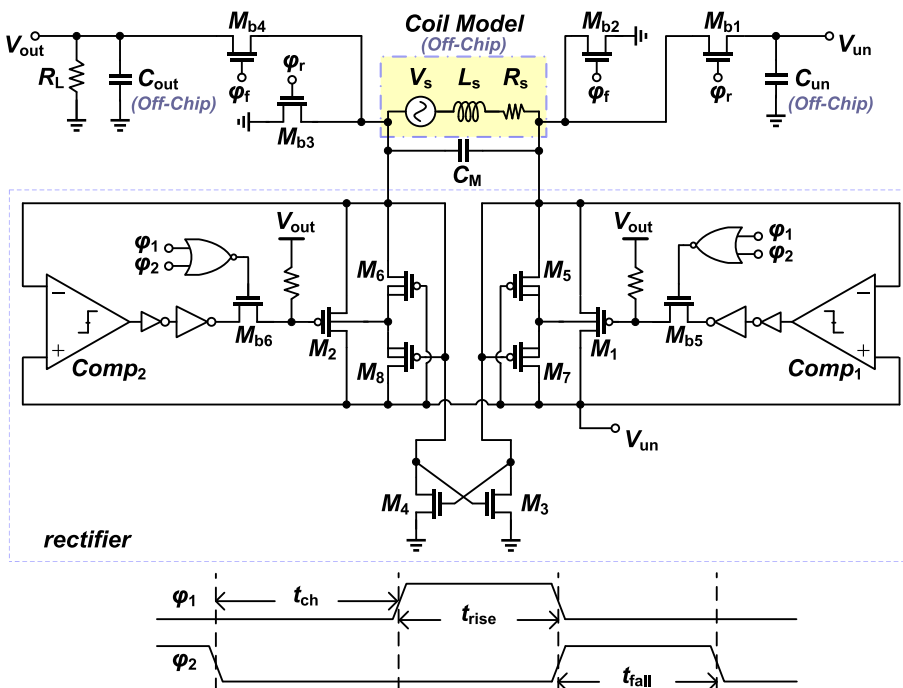 Coil Model
(Off-Chip)
Vout
Mb4
Mb2
Mb1
Vun
RL
Cout
(Off-Chip)
φf
φr
Mb3
Vs
Ls
Rs
φf
φr
Cun
(Off-Chip)
CM
φ1
φ2
Vout
M6
M5
Vout
φ1
φ2
−
+
Comp2
Mb6
M2
M8
M7
M1
Mb5
−
+
Comp1
Vun
M4
M3
rectifier
φ1
tch
trise
φ2
tfall